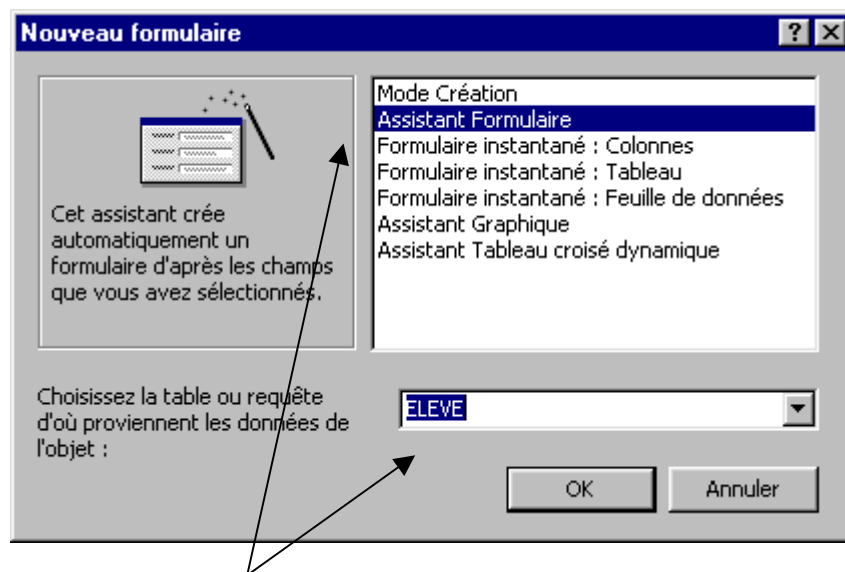 Nouveau formulaire
Mode Création
Assistant Formulaire
Formulaire instantané : Colonnes
Formulaire instantané : Tableau
Formulaire instantané : Feuille de données
Assistant Graphique
Assistant Tableau croisé dynamique
Cet assistant crée
automatiquement un
formulaire d'après les champs
que vous avez sélectionnés.
Choisissez la table ou requête
d'où proviennent les données de
l'objet :
ELEVE
OK
Annuler